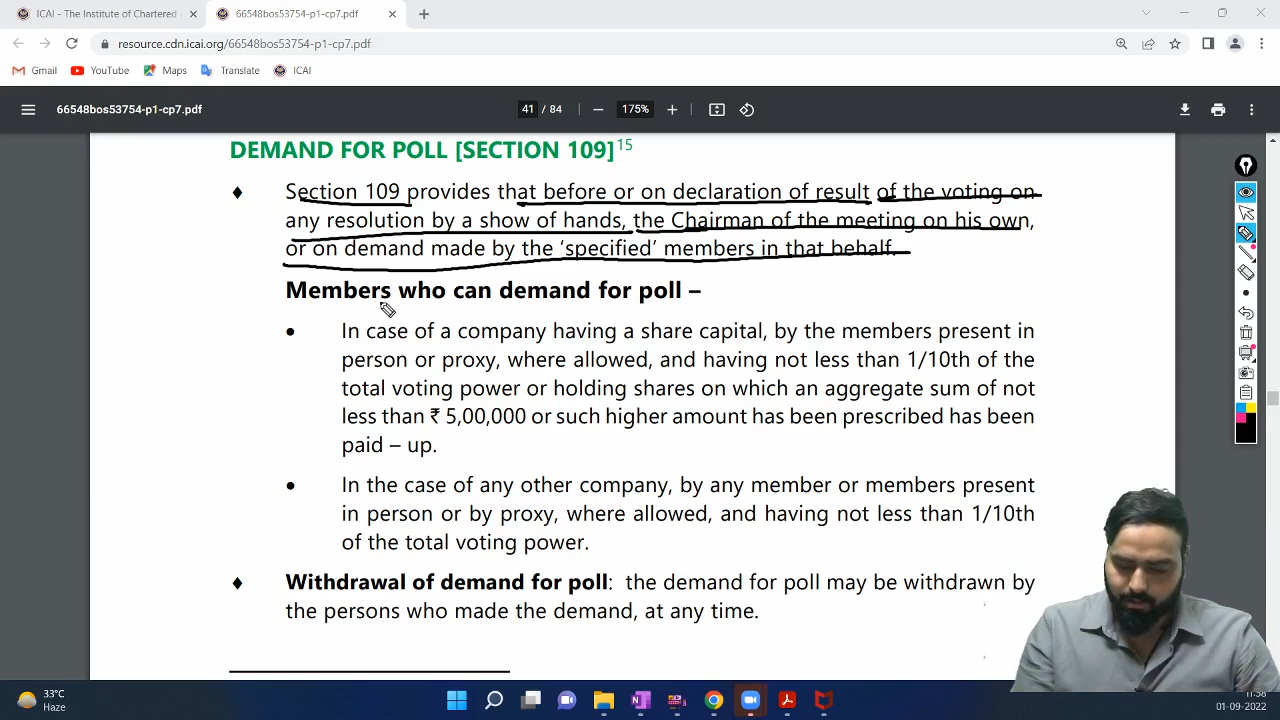 ICAI - The Institute of Chartered
66548bos53754-p1-cp7.pdf
resource.cdn.icai.org/66548bos53754-p1-cp7.pdf
Gmail YouTube Maps Translate ICAI
66548bos53754-p1-cp7.pdf 41 / 84 175%
DEMAND FOR POLL [SECTION 109]15
♦ Section 109 provides that before or on declaration of result of the voting on
any resolution by a show of hands, the Chairman of the meeting on his own,
or on demand made by the ‘specified’ members in that behalf.
Members who can demand for poll –
• In case of a company having a share capital, by the members present in
person or proxy, where allowed, and having not less than 1/10th of the
total voting power or holding shares on which an aggregate sum of not
less than ₹ 5,00,000 or such higher amount has been prescribed has been
paid – up.
• In the case of any other company, by any member or members present
in person or by proxy, where allowed, and having not less than 1/10th
of the total voting power.
♦ Withdrawal of demand for poll: the demand for poll may be withdrawn by
the persons who made the demand, at any time.
33°C
Haze
01-09-2022